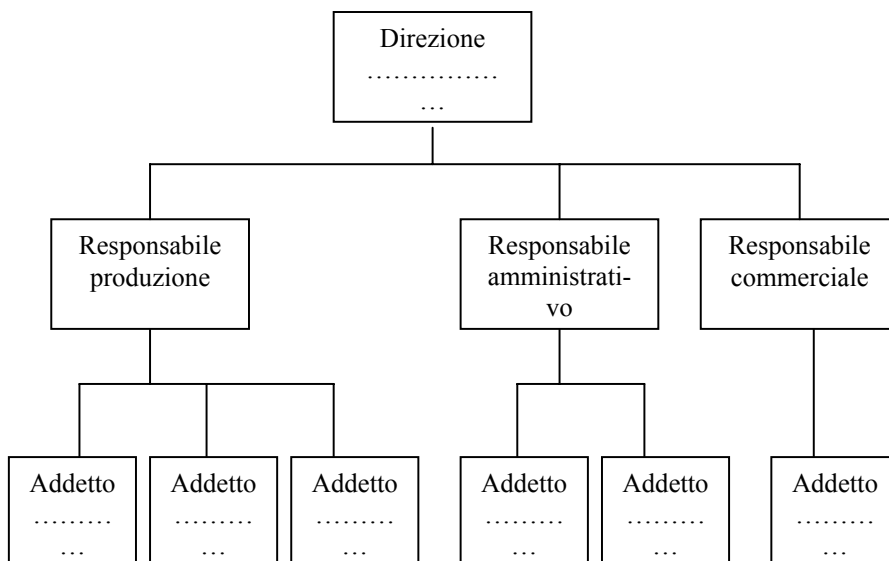 Direzione
……………
…
Responsabile
produzione
Responsabile
amministrati-
vo
Responsabile
commerciale
Addetto
………
…
Addetto
………
…
Addetto
………
…
Addetto
………
…
Addetto
………
…
Addetto
………
…